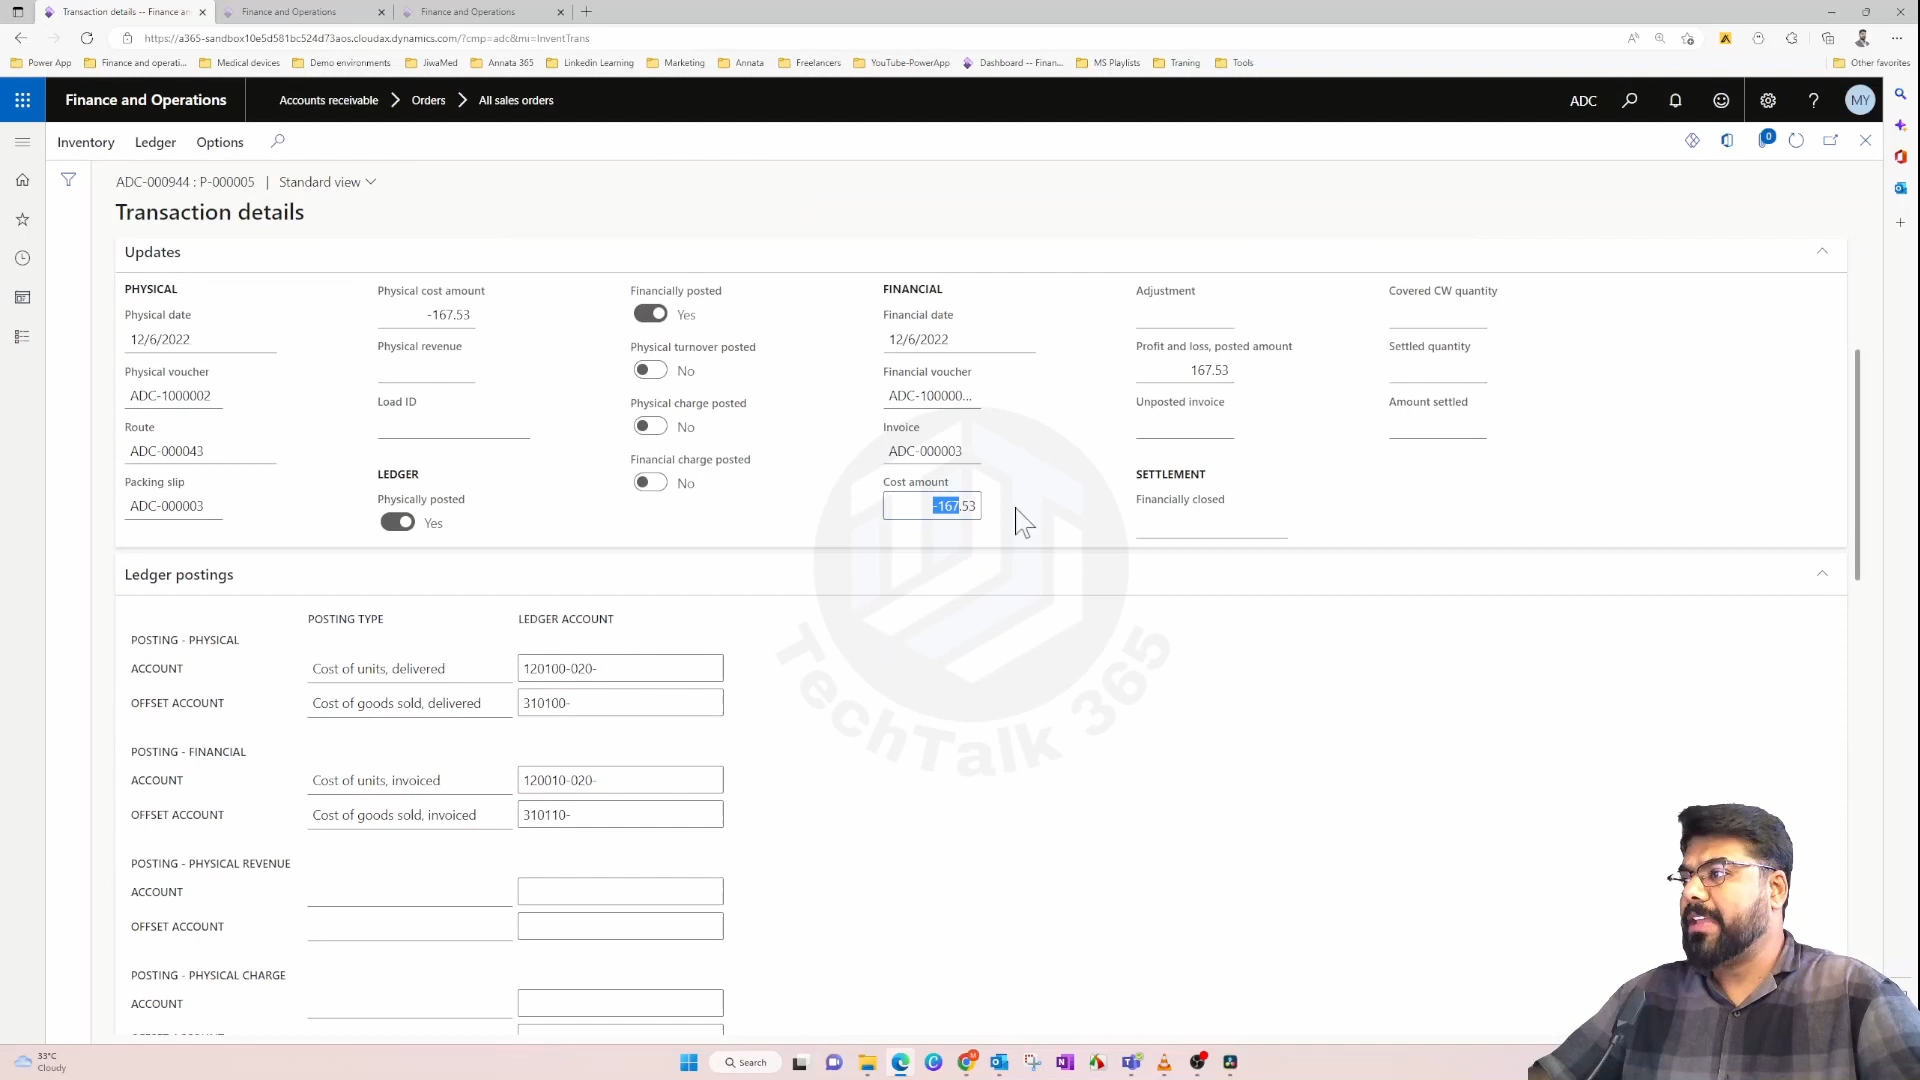 Transaction details -- Finance an
Finance and Operations
Finance and Operations
https://a365-sandbox10e5d581bc524d73aos.cloudax.dynamics.com/?cmp=adc&mi=InventTrans
Power App
Finance and operati...
Medical devices
Demo environments
JiwaMed
Annata 365
Linkedin Learning
Marketing
Annata
Freelancers
YouTube-PowerApp
Dashboard -- Finan...
MS Playlists
Traning
Tools
Other favorites
Finance and Operations
Accounts receivable
Orders
All sales orders
ADC
MY
Inventory
Ledger
Options
0
ADC-000944 : P-000005 | Standard view
Transaction details
Updates
PHYSICAL
Physical date
12/6/2022
Physical voucher
ADC-1000002
Route
ADC-000043
Packing slip
ADC-000003
Physical cost amount
-167.53
Physical revenue
Load ID
LEDGER
Physically posted
Yes
Financially posted
Yes
Physical turnover posted
No
Physical charge posted
No
Financial charge posted
No
FINANCIAL
Financial date
12/6/2022
Financial voucher
ADC-100000...
Invoice
ADC-000003
Cost amount
-167.53
Adjustment
Profit and loss, posted amount
167.53
Unposted invoice
SETTLEMENT
Financially closed
Covered CW quantity
Settled quantity
Amount settled
Ledger postings
POSTING TYPE
LEDGER ACCOUNT
POSTING - PHYSICAL
ACCOUNT
Cost of units, delivered
120100-020-
OFFSET ACCOUNT
Cost of goods sold, delivered
310100-
POSTING - FINANCIAL
ACCOUNT
Cost of units, invoiced
120010-020-
OFFSET ACCOUNT
Cost of goods sold, invoiced
310110-
POSTING - PHYSICAL REVENUE
ACCOUNT
OFFSET ACCOUNT
POSTING - PHYSICAL CHARGE
ACCOUNT
TechTalk 365
33°C
Cloudy
Search